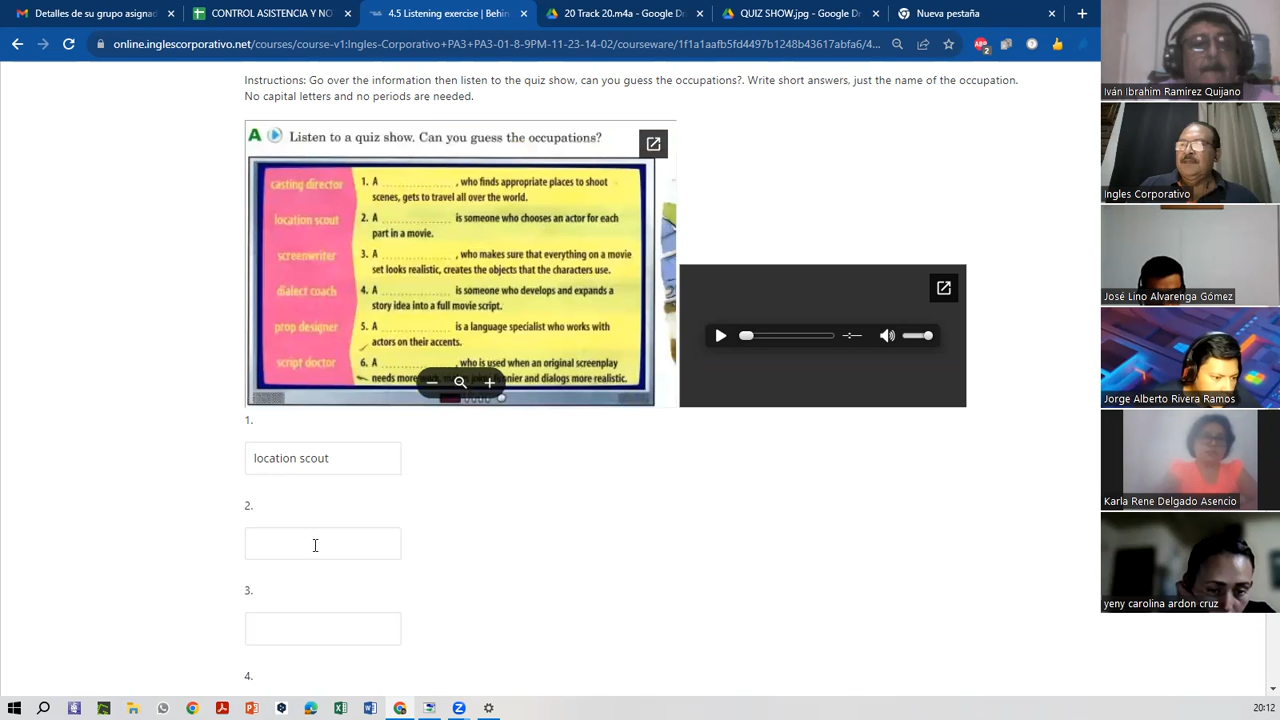 Detalles de su grupo asignad
CONTROL ASISTENCIA Y NO
4.5 Listening exercise | Behin
20 Track 20.m4a - Google Dr
QUIZ SHOW.jpg - Google Dri
Nueva pestaña
online.inglescorporativo.net/courses/course-v1:Ingles-Corporativo+PA3+PA3-01-8-9PM-11-23-14-02/courseware/1f1a1aafb5fd4497b1248b43617abfa6/4...
Instructions: Go over the information then listen to the quiz show, can you guess the occupations?. Write short answers, just the name of the occupation.
No capital letters and no periods are needed.
A Listen to a quiz show. Can you guess the occupations?
casting director
location scout
screenwriter
dialect coach
prop designer
script doctor
1. A ............... , who finds appropriate places to shoot
scenes, gets to travel all over the world.
2. A ............... is someone who chooses an actor for each
part in a movie.
3. A ............... , who makes sure that everything on a movie
set looks realistic, creates the objects that the characters use.
4. A ............... is someone who develops and expands a
story idea into a full movie script.
5. A ............... is a language specialist who works with
actors on their accents.
6. A ............... , who is used when an original screenplay
needs more nier and dialogs more realistic.
1.
location scout
2.
3.
4.
Iván Ibrahim Ramirez Quijano
Ingles Corporativo
José Lino Alvarenga Gómez
Jorge Alberto Rivera Ramos
Karla Rene Delgado Asencio
yeny carolina ardon cruz
20:12